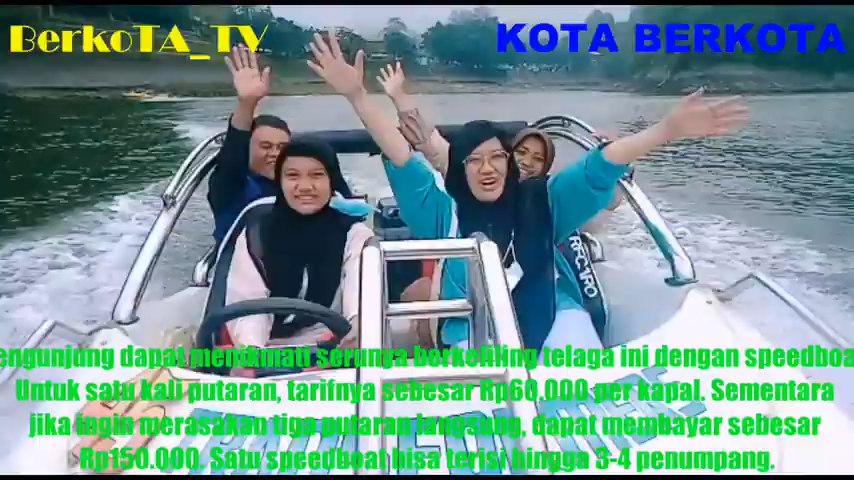 BerkoTA_TV
KOTA BERKOTA
engunjung dapat menikmati serunya berkeliling telaga ini dengan speedboa
Untuk satu kali putaran, tarifnya sebesar Rp60.000 per kapal. Sementara
jika ingin merasakan tiga putaran langsung, dapat membayar sebesar
Rp150.000. Satu speedboat bisa terisi hingga 3-4 penumpang.